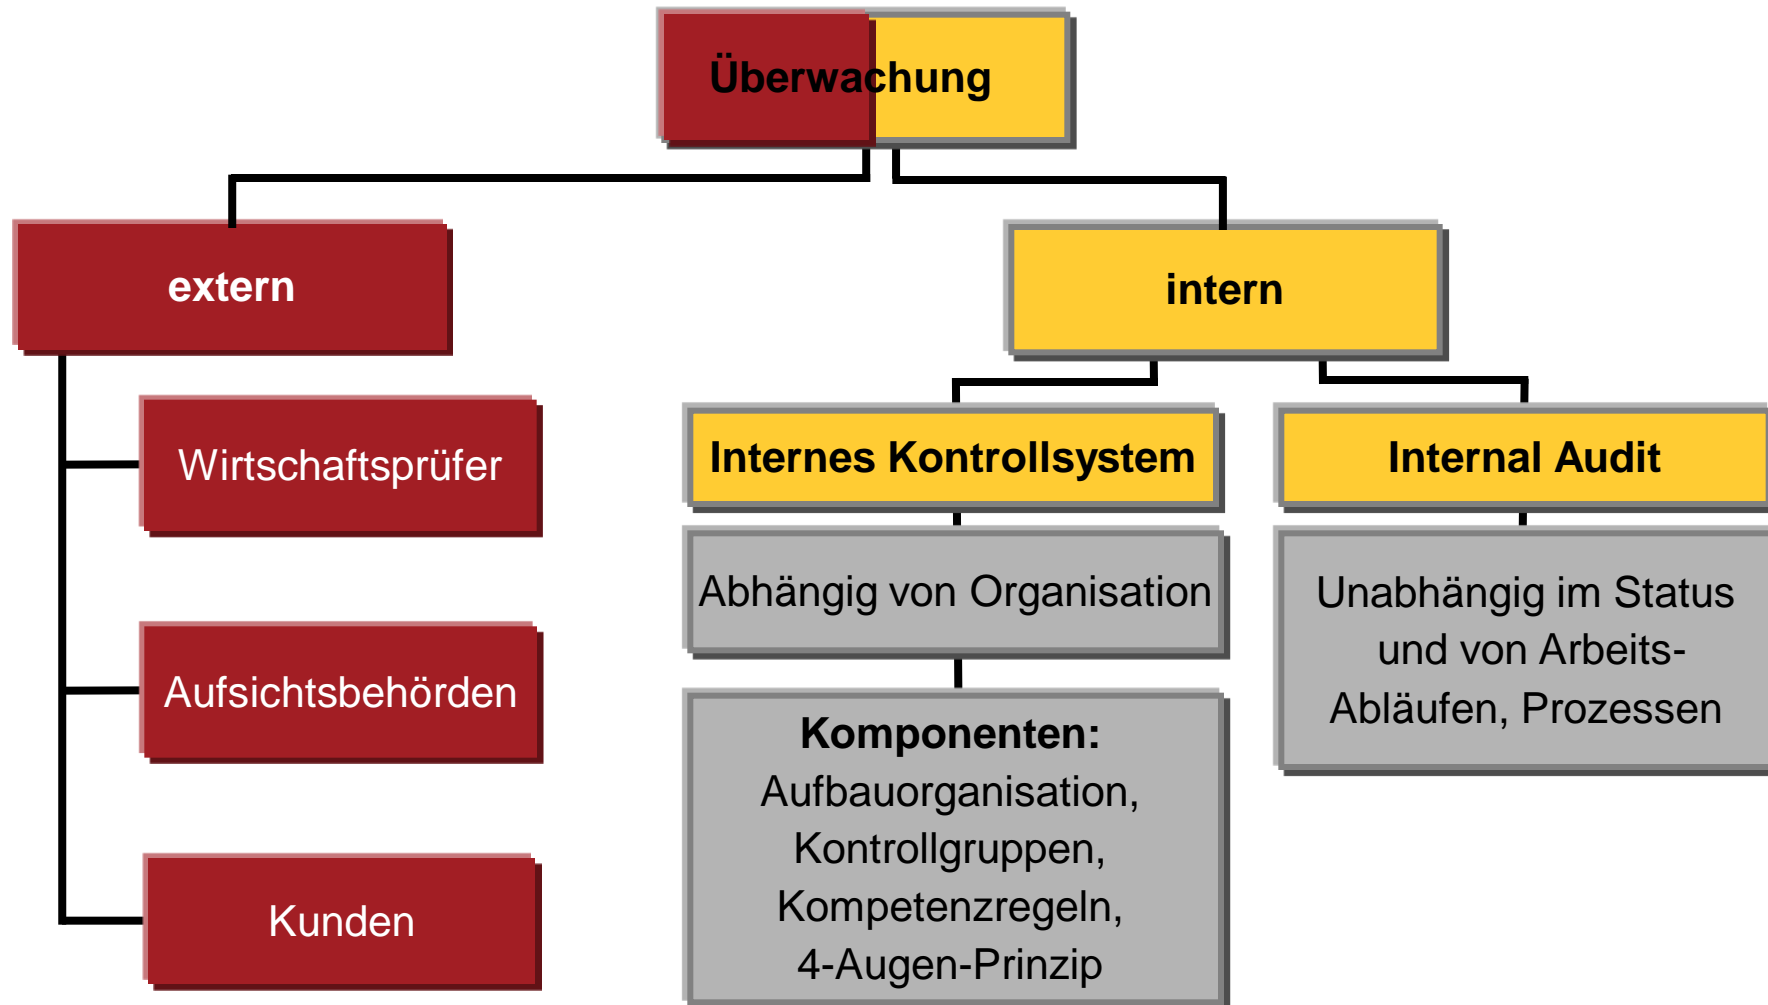 Überwachung
extern
intern
Wirtschaftsprüfer
Aufsichtsbehörden
Kunden
Internes Kontrollsystem
Abhängig von Organisation
Komponenten:
Aufbauorganisation,
Kontrollgruppen,
Kompetenzregeln,
4-Augen-Prinzip
Internal Audit
Unabhängig im Status
und von Arbeits-
Abläufen, Prozessen